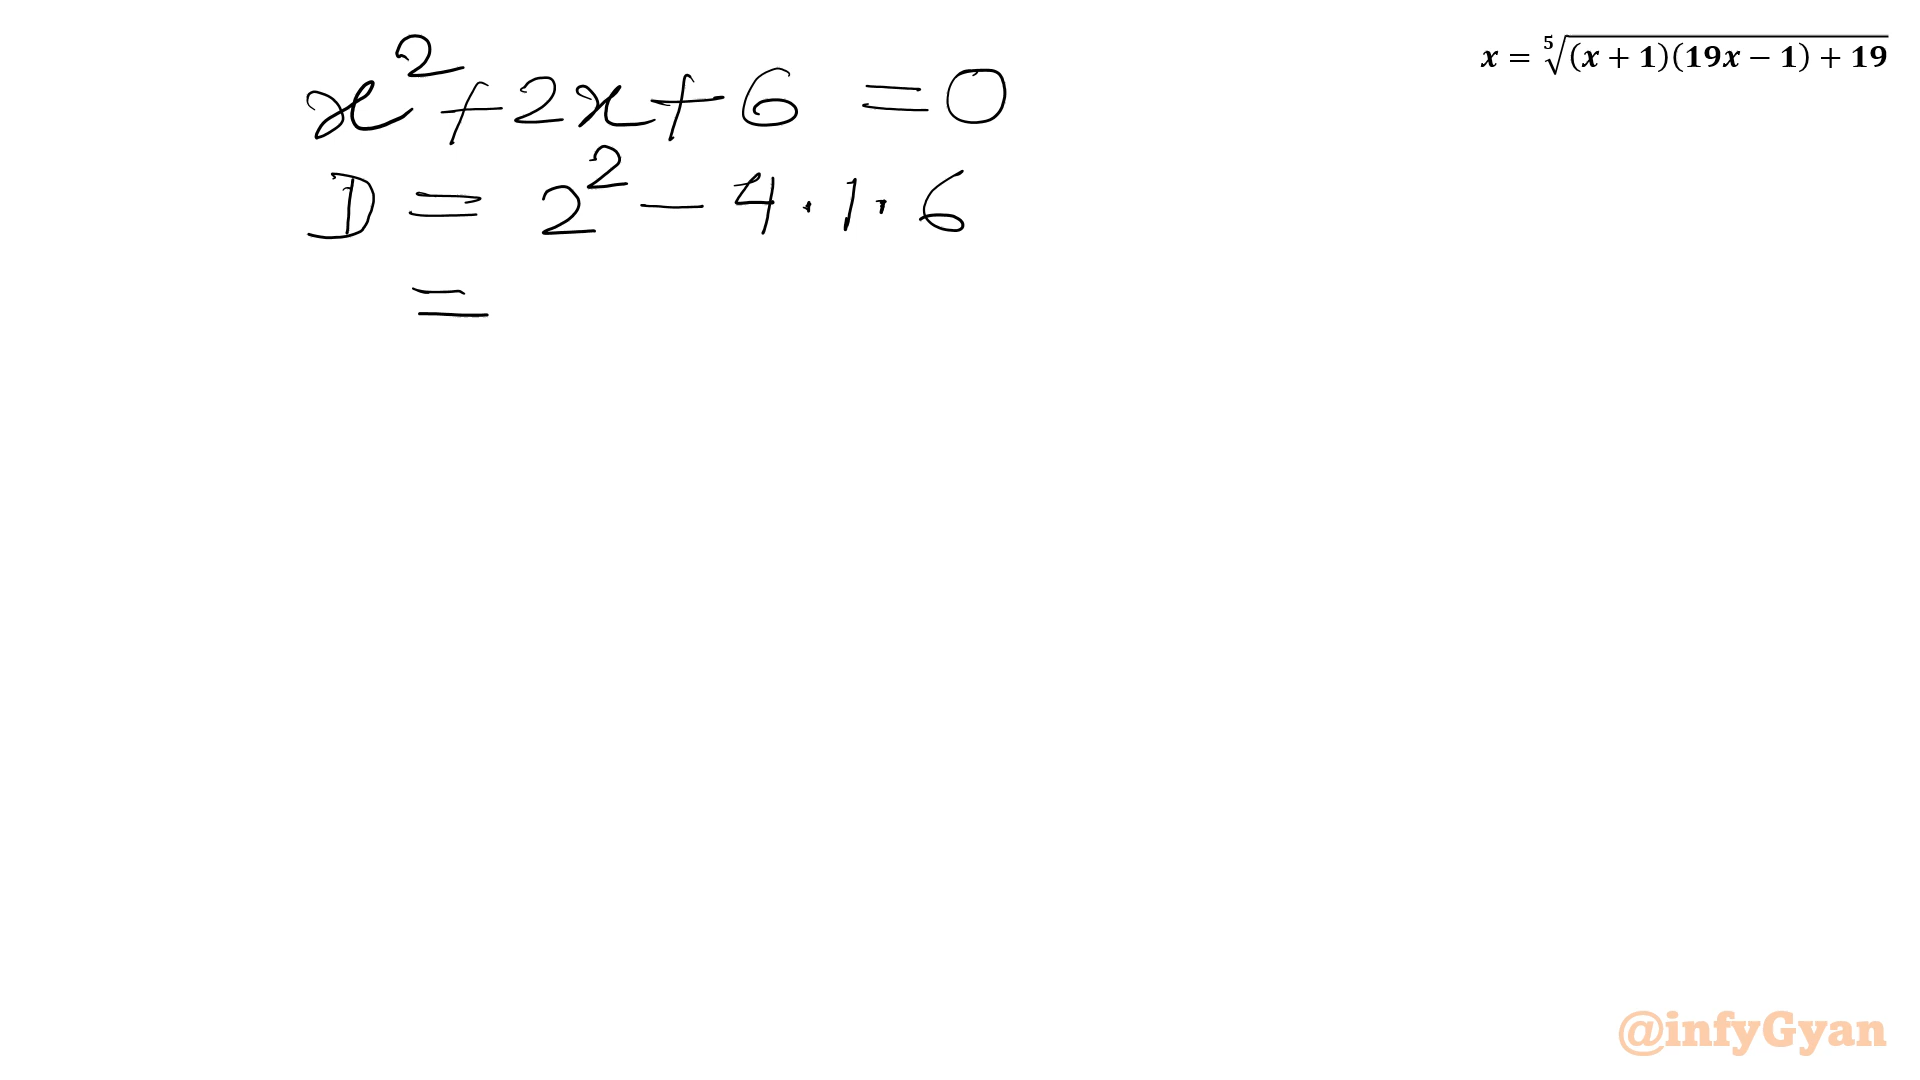 x² + 2x + 6 = 0
x = ⁵√((x + 1)(19x − 1) + 19)
D = 2² − 4 · 1 · 6
=
@infyGyan